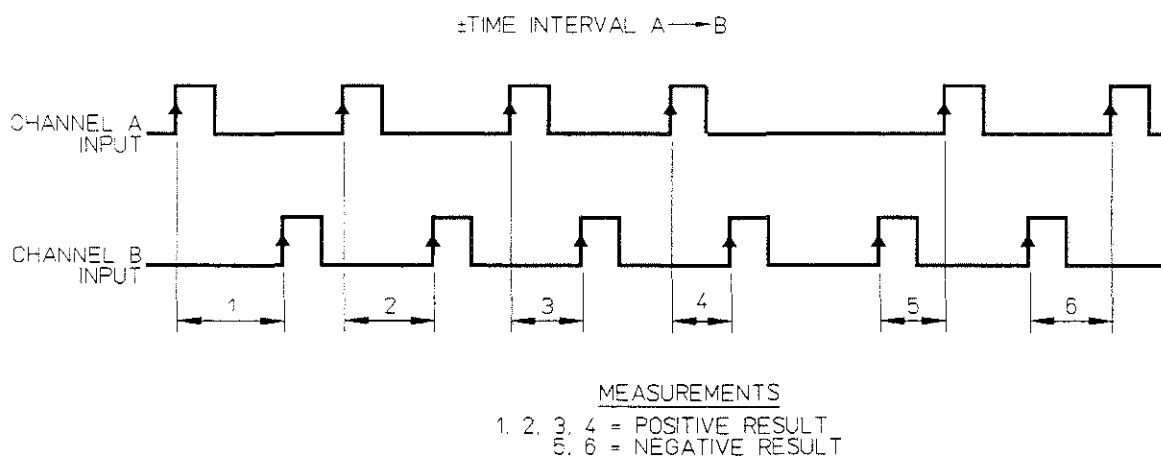 ±TIME INTERVAL A → B
CHANNEL A
INPUT
CHANNEL B
INPUT
1 2 3 4 5 6
MEASUREMENTS
1, 2, 3, 4 = POSITIVE RESULT
5, 6 = NEGATIVE RESULT